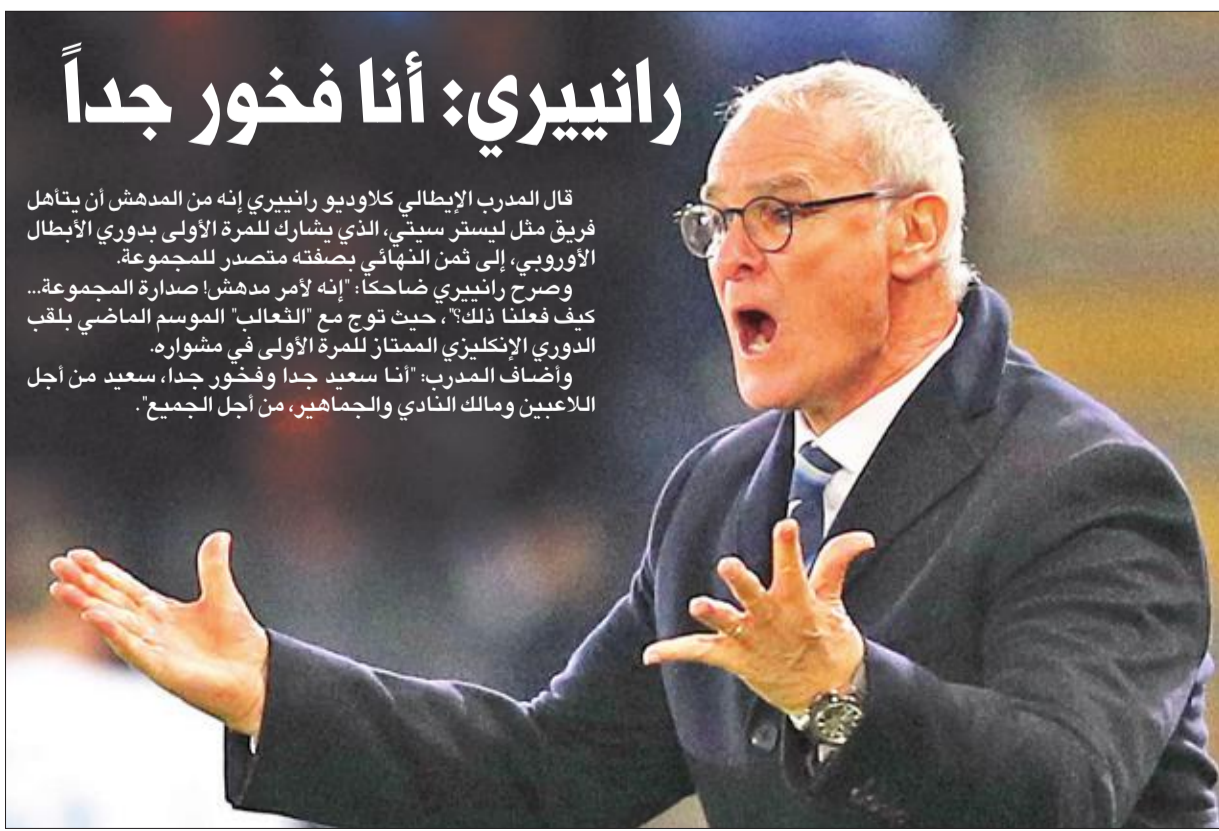 رانييري: أنا فخور جداً
قال المدرب الإيطالي كلاوديو رانييري إنه من المدهش أن يتأهل
فريق مثل ليستر سيتي، الذي يشارك للمرة الأولى بدوري الأبطال
الأوروبي، إلى ثمن النهائي بصفته متصدر للمجموعة.
وصرح رانييري ضاحكا: "إنه لأمر مدهش! صدارة المجموعة...
كيف فعلنا ذلك؟"، حيث توج مع "الثعالب" الموسم الماضي بلقب
الدوري الإنكليزي الممتاز للمرة الأولى في مشواره.
وأضاف المدرب: "أنا سعيد جدا وفخور جدا، سعيد من أجل
اللاعبين ومالك النادي والجماهير، من أجل الجميع".